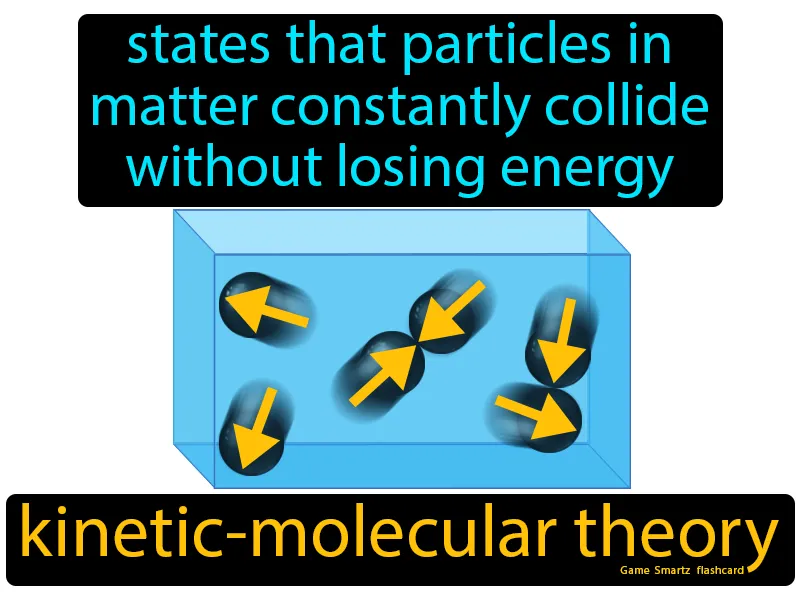 states that particles in
matter constantly collide
without losing energy
kinetic-molecular theory
Game Smartz flashcard